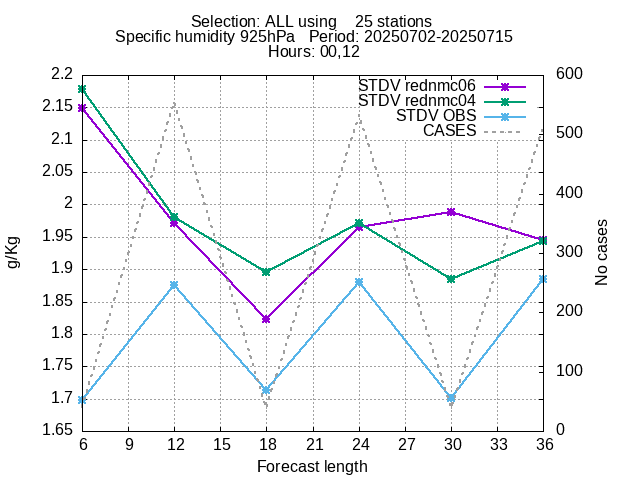 Selection: ALL using    25 stations
Specific humidity 925hPa   Period: 20250702-20250715
Hours: 00,12
STDV rednmc06
STDV rednmc04
STDV OBS
CASES
g/Kg
2.2
2.15
2.1
2.05
2
1.95
1.9
1.85
1.8
1.75
1.7
1.65
600
500
400
300
200
100
0
No cases
6 9 12 15 18 21 24 27 30 33 36
Forecast length